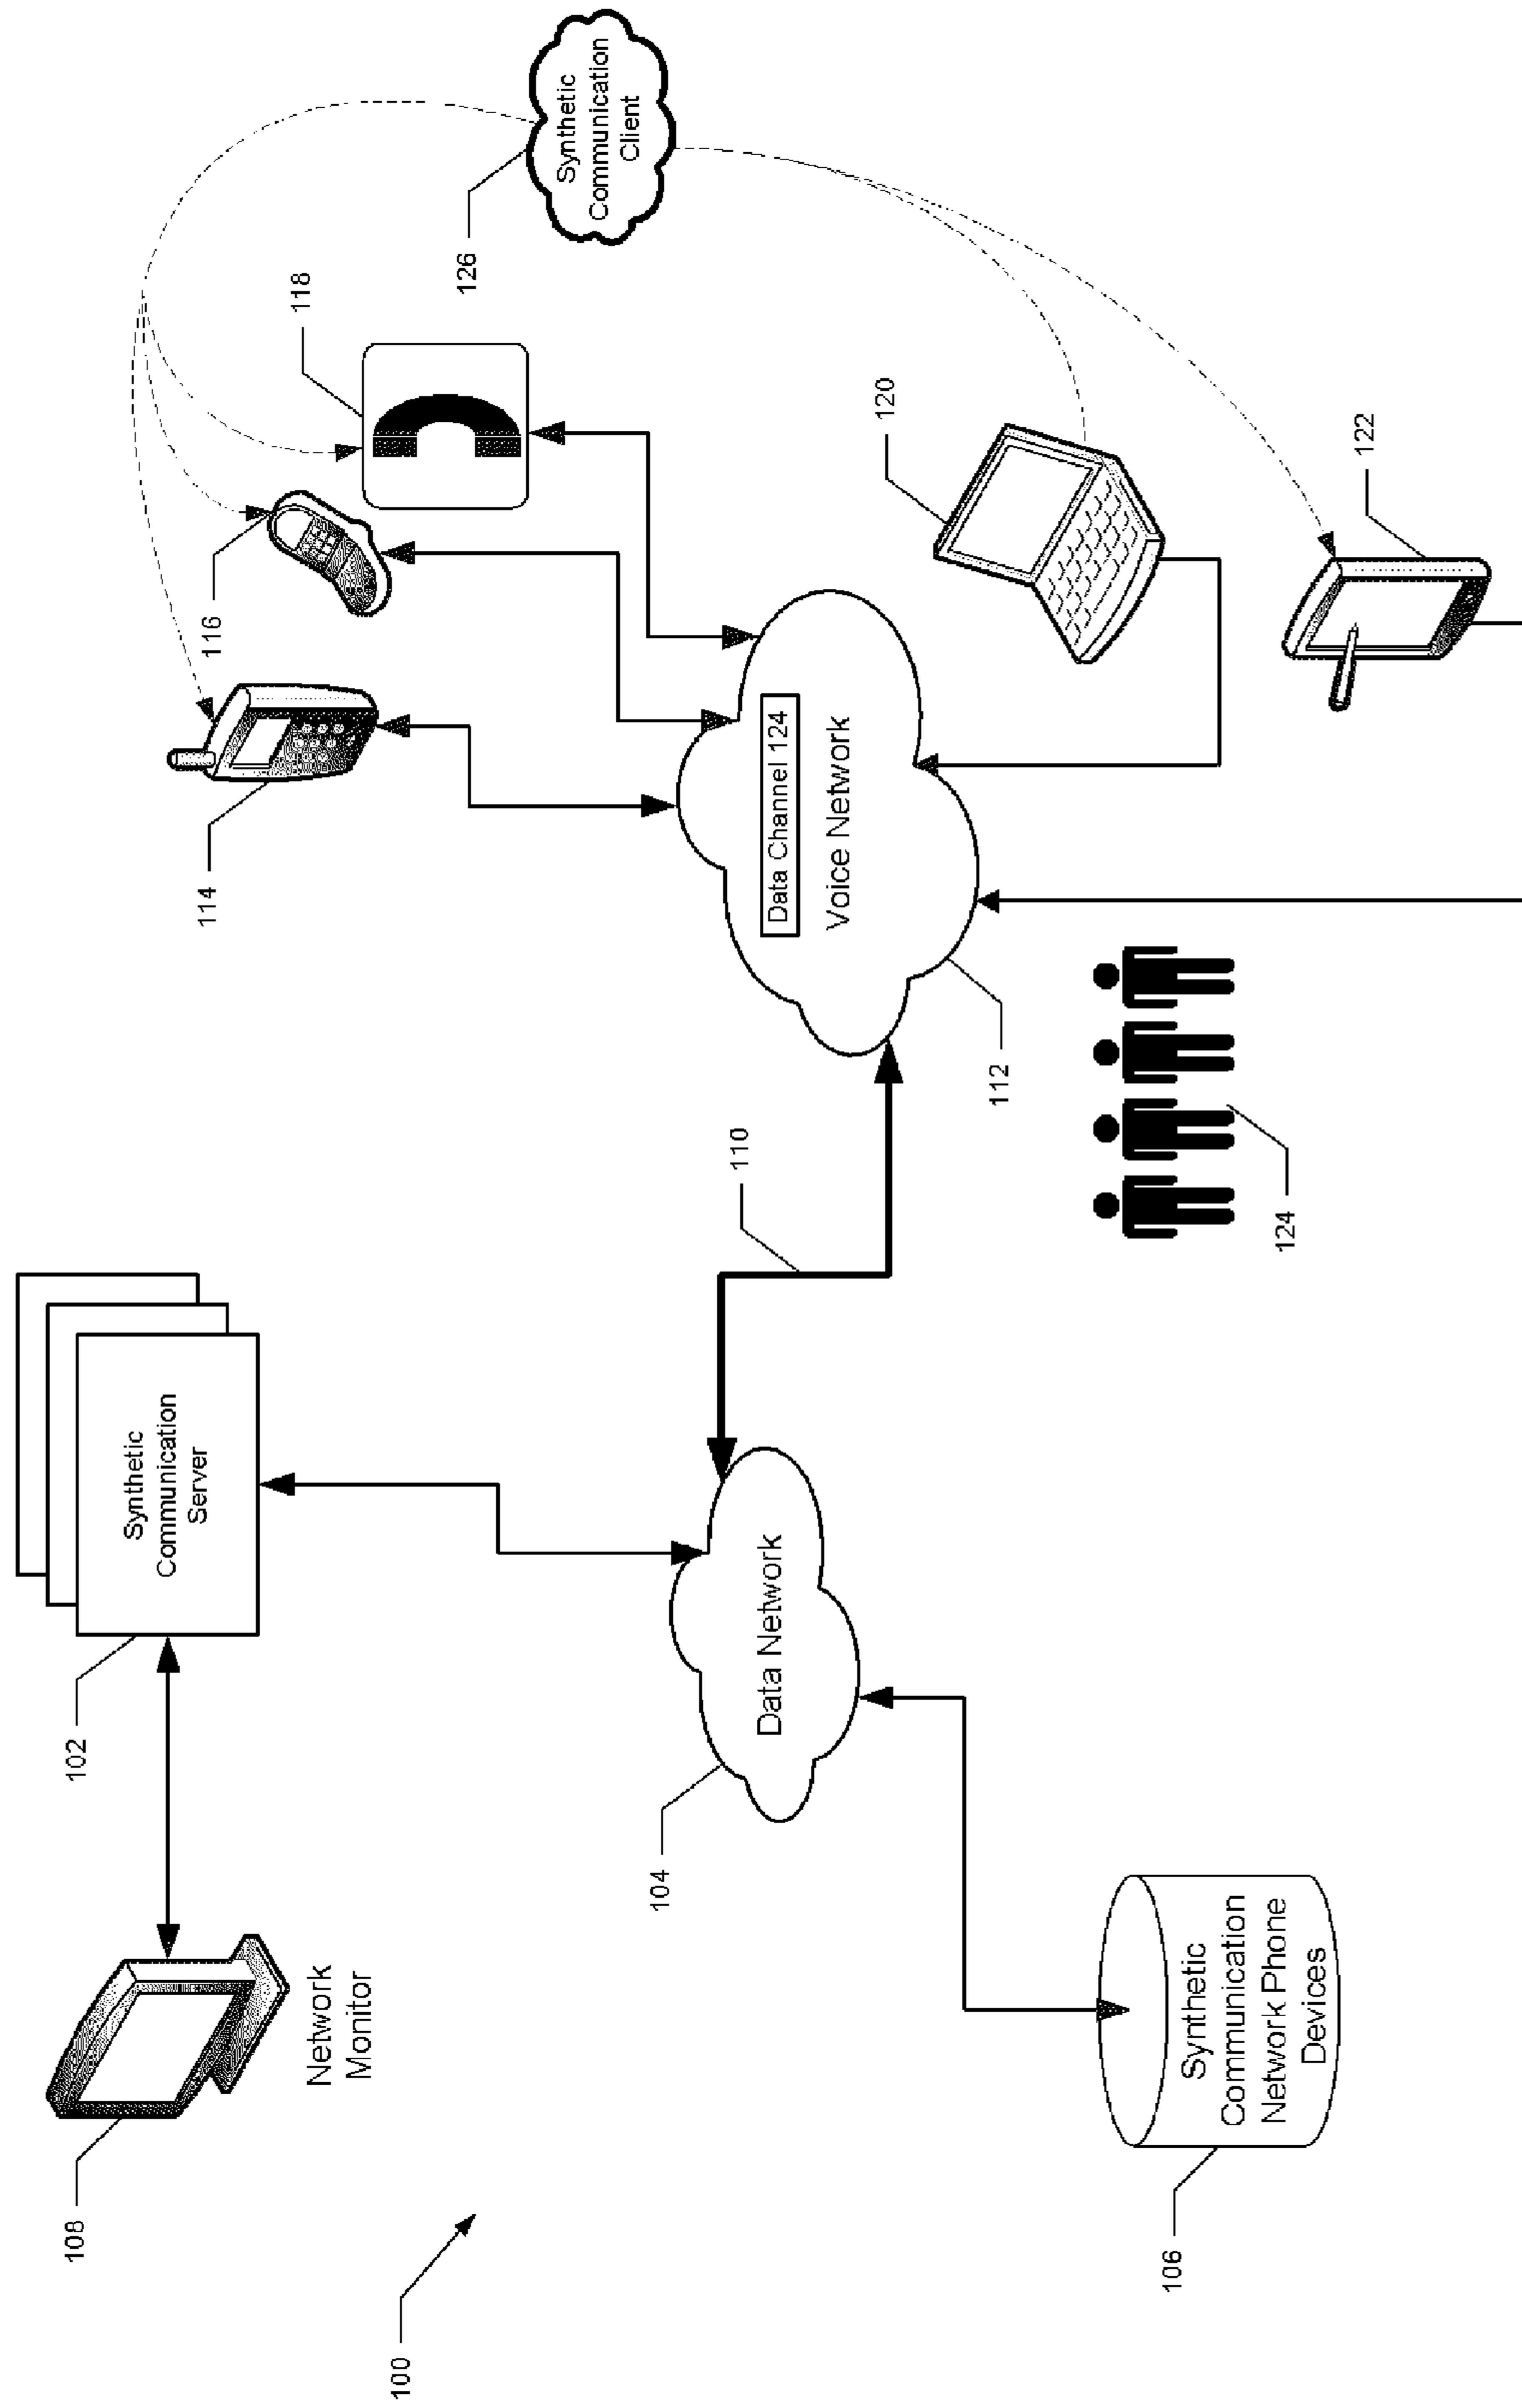 108
Network
Monitor
102
Synthetic
Communication
Server
100
104
Data Network
110
106
Synthetic
Communication
Network Phone
Devices
114
116
118
126
Synthetic
Communication
Client
Data Channel 124
Voice Network
112
120
122
124